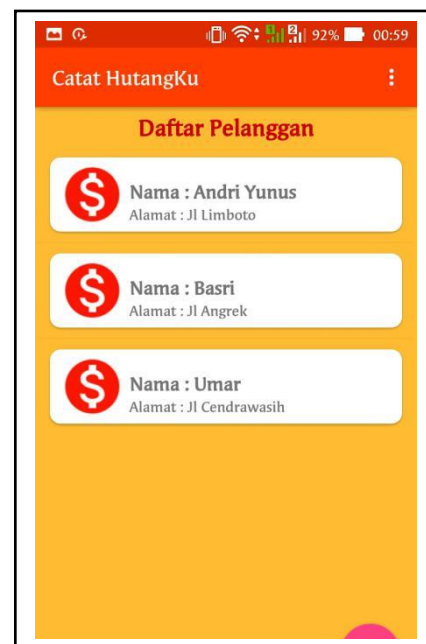 92% 00:59
Catat HutangKu
Daftar Pelanggan
$ Nama : Andri Yunus
Alamat : Jl Limboto
$ Nama : Basri
Alamat : Jl Angrek
$ Nama : Umar
Alamat : Jl Cendrawasih